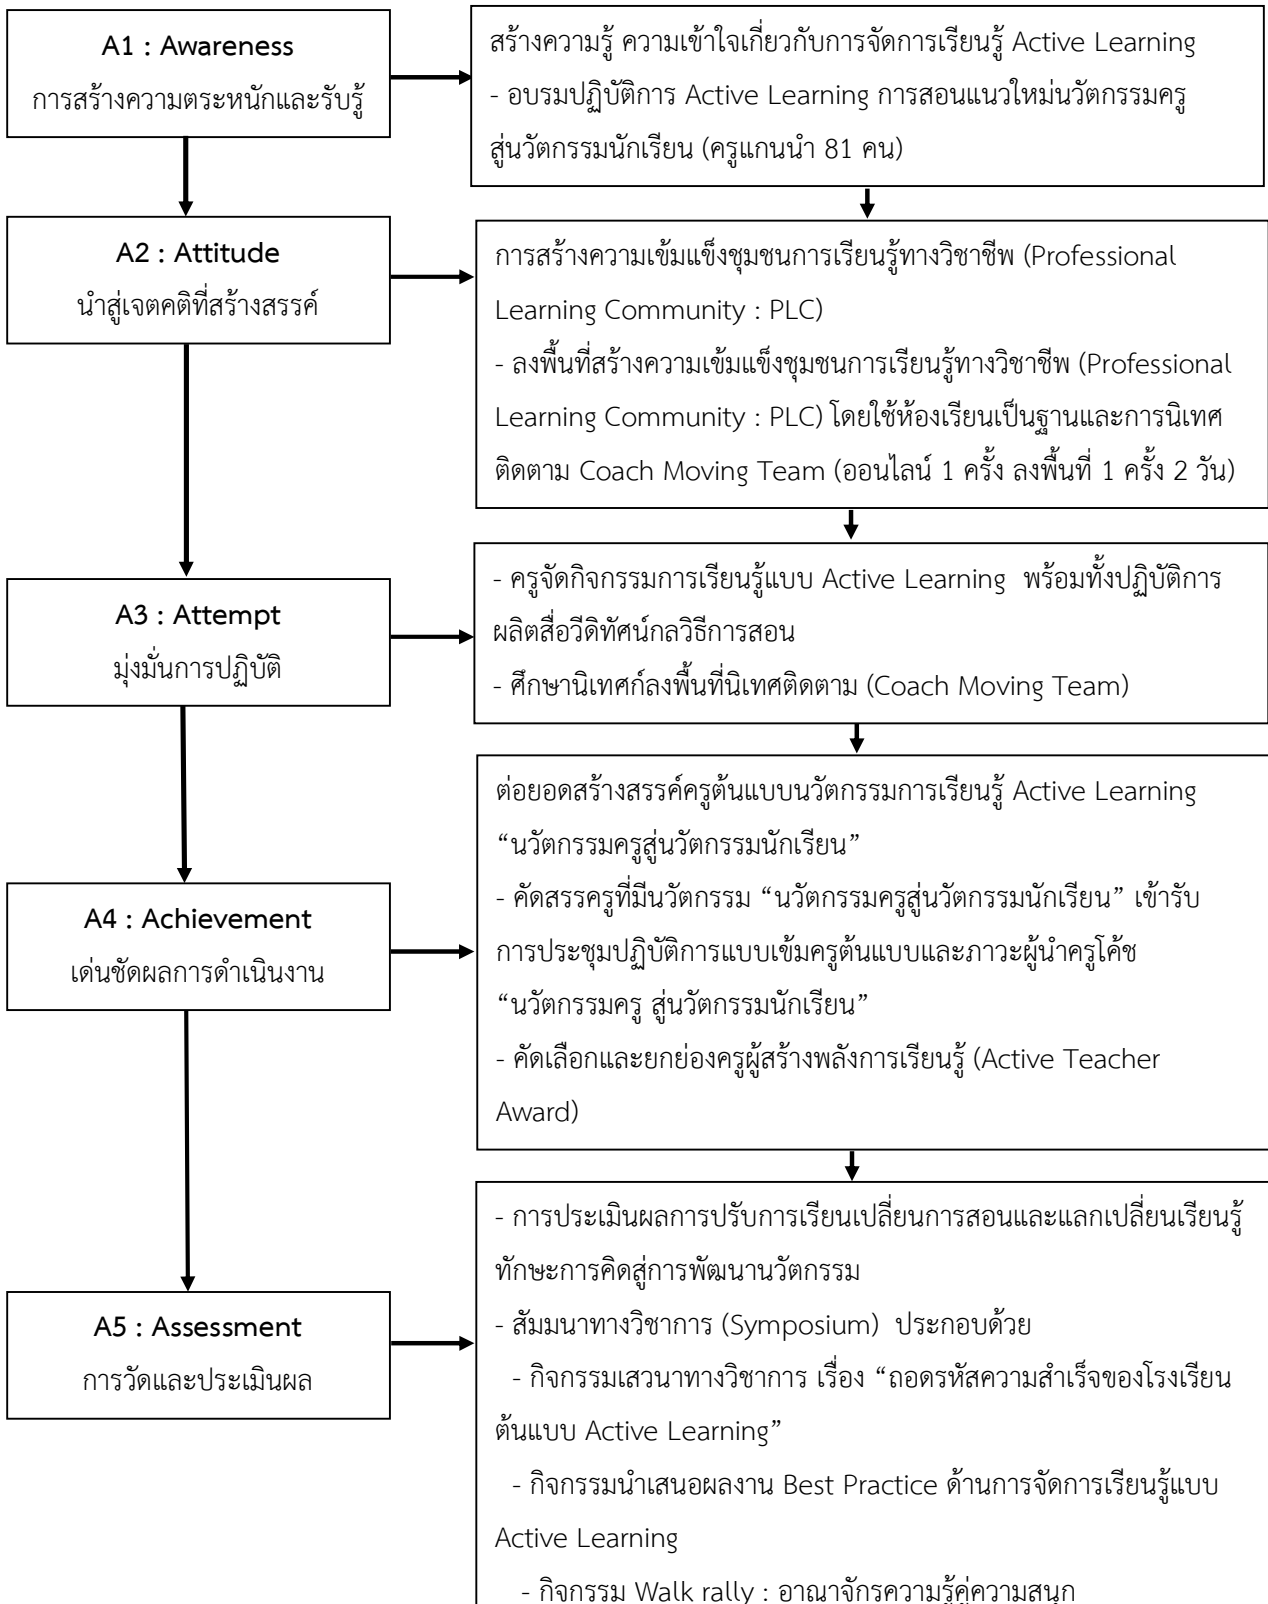 A1 : Awareness
การสร้างความตระหนักและรับรู้
สร้างความรู้ ความเข้าใจเกี่ยวกับการจัดการเรียนรู้ Active Learning
- อบรมปฏิบัติการ Active Learning การสอนแนวใหม่นวัตกรรมครู
สู่นวัตกรรมนักเรียน (ครูแกนนำ 81 คน)
A2 : Attitude
นำสู่เจตคติที่สร้างสรรค์
การสร้างความเข้มแข็งชุมชนการเรียนรู้ทางวิชาชีพ (Professional
Learning Community : PLC)
- ลงพื้นที่สร้างความเข้มแข็งชุมชนการเรียนรู้ทางวิชาชีพ (Professional
Learning Community : PLC) โดยใช้ห้องเรียนเป็นฐานและการนิเทศ
ติดตาม Coach Moving Team (ออนไลน์ 1 ครั้ง ลงพื้นที่ 1 ครั้ง 2 วัน)
A3 : Attempt
มุ่งมั่นการปฏิบัติ
- ครูจัดกิจกรรมการเรียนรู้แบบ Active Learning พร้อมทั้งปฏิบัติการ
ผลิตสื่อวีดิทัศน์กลวิธีการสอน
- ศึกษานิเทศก์ลงพื้นที่นิเทศติดตาม (Coach Moving Team)
A4 : Achievement
เด่นชัดผลการดำเนินงาน
ต่อยอดสร้างสรรค์ครูต้นแบบนวัตกรรมการเรียนรู้ Active Learning
“นวัตกรรมครูสู่นวัตกรรมนักเรียน”
- คัดสรรครูที่มีนวัตกรรม “นวัตกรรมครูสู่นวัตกรรมนักเรียน” เข้ารับ
การประชุมปฏิบัติการแบบเข้มครูต้นแบบและภาวะผู้นำครูโค้ช
“นวัตกรรมครู สู่นวัตกรรมนักเรียน”
- คัดเลือกและยกย่องครูผู้สร้างพลังการเรียนรู้ (Active Teacher
Award)
A5 : Assessment
การวัดและประเมินผล
- การประเมินผลการปรับการเรียนเปลี่ยนการสอนและแลกเปลี่ยนเรียนรู้
ทักษะการคิดสู่การพัฒนานวัตกรรม
- สัมมนาทางวิชาการ (Symposium) ประกอบด้วย
- กิจกรรมเสวนาทางวิชาการ เรื่อง “ถอดรหัสความสำเร็จของโรงเรียน
ต้นแบบ Active Learning”
- กิจกรรมนำเสนอผลงาน Best Practice ด้านการจัดการเรียนรู้แบบ
Active Learning
- กิจกรรม Walk rally : อาณาจักรความรู้คู่ความสนุก